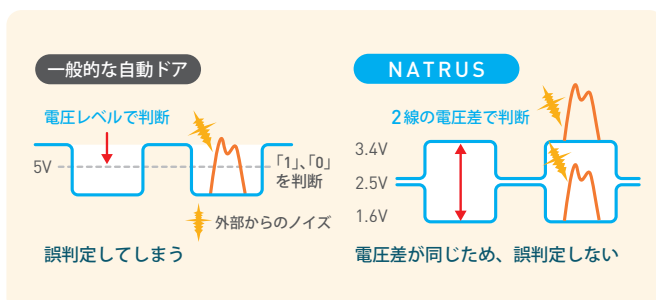 一般的な自動ドア
電圧レベルで判断
5V
「1」、「0」
を判断
外部からのノイズ
誤判定してしまう
NATRUS
2線の電圧差で判断
3.4V
2.5V
1.6V
電圧差が同じため、誤判定しない